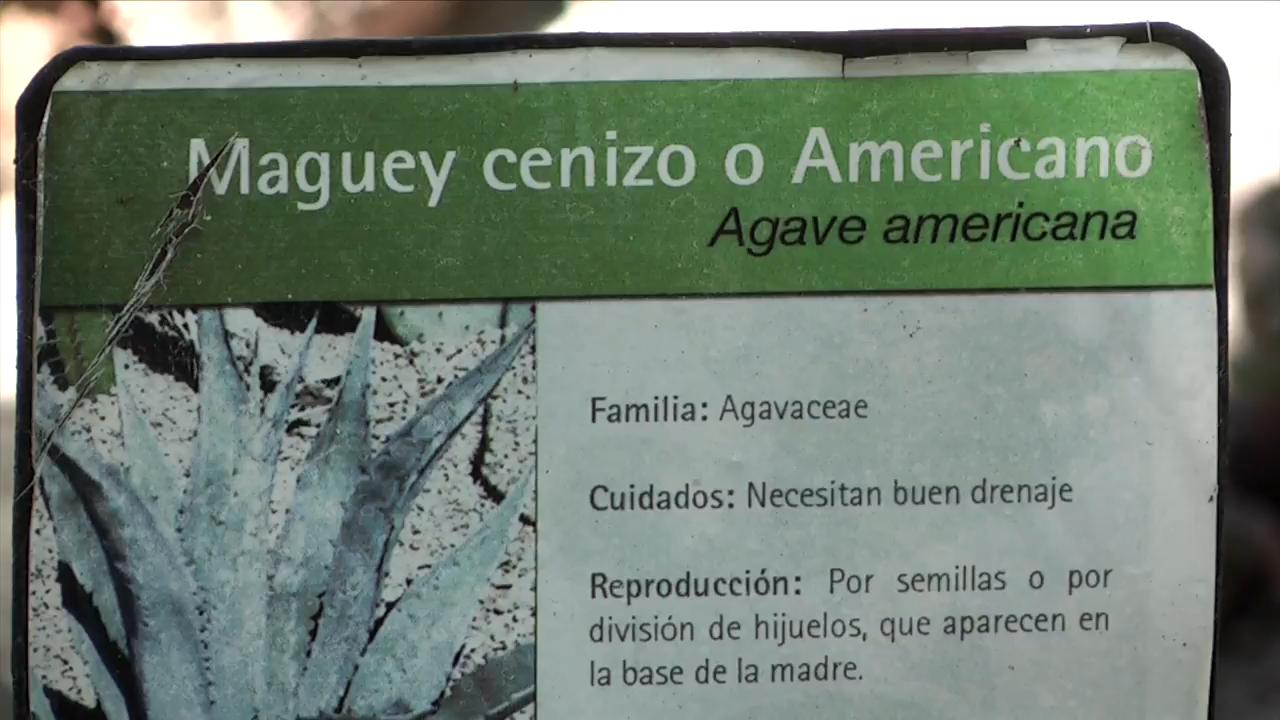 Maguey cenizo o Americano
Agave americana
Familia: Agavaceae
Cuidados: Necesitan buen drenaje
Reproducción: Por semillas o por
división de hijuelos, que aparecen en
la base de la madre.